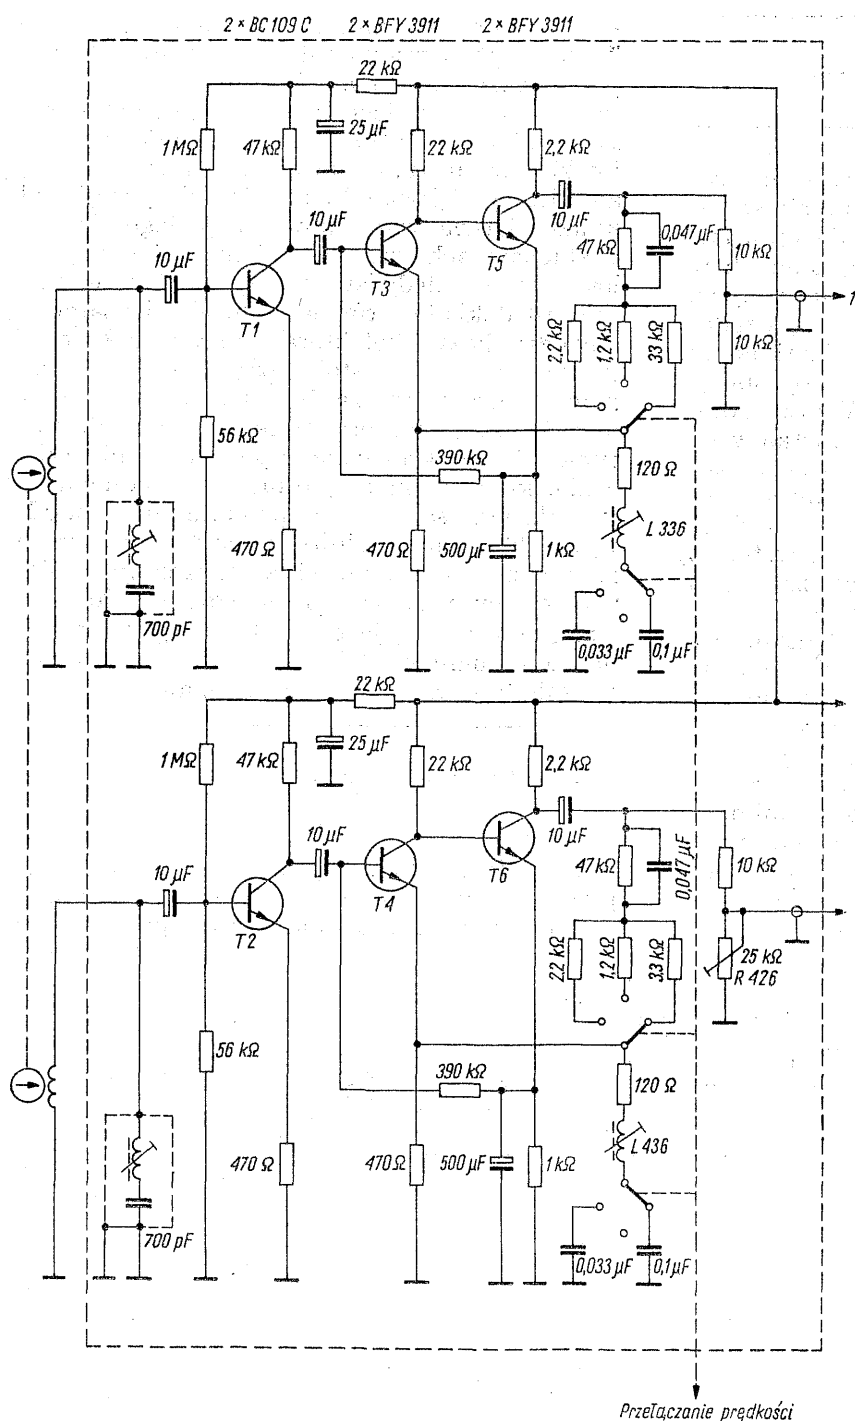 2 × BC 109 C 2 × BFY 3911 2 × BFY 3911
22 kΩ
1 MΩ 47 kΩ 25 µF 22 kΩ 2,2 kΩ
10 µF 10 µF 0,047 µF
47 kΩ 10 kΩ
10 µF T3 T5
T1 1
2,2 kΩ 1,2 kΩ 33 kΩ 10 kΩ
56 kΩ
390 kΩ 120 Ω
L 336
470 Ω 470 Ω 500 µF 1 kΩ
700 pF 0,033 µF 0,1 µF
22 kΩ
1 MΩ 47 kΩ 25 µF 22 kΩ 2,2 kΩ
10 µF 10 µF 0,047 µF
47 kΩ 10 kΩ
10 µF T4 T6
T2
2,2 kΩ 1,2 kΩ 3,3 kΩ 25 kΩ
R 426
56 kΩ
390 kΩ 120 Ω
L 436
470 Ω 470 Ω 500 µF 1 kΩ
700 pF 0,033 µF 0,1 µF
Przełączanie prędkości